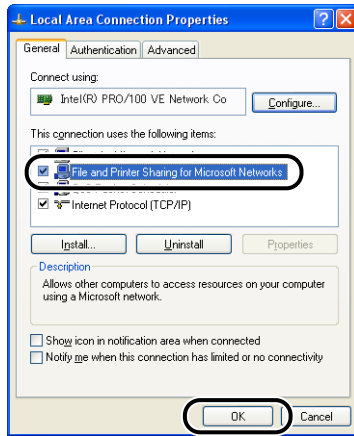 Local Area Connection Properties
General Authentication Advanced
Connect using:
Intel(R) PRO/100 VE Network Co Configure...
This connection uses the following items:
File and Printer Sharing for Microsoft Networks
Internet Protocol (TCP/IP)
Install... Uninstall Properties
Description
Allows other computers to access resources on your computer
using a Microsoft network.
Show icon in notification area when connected
Notify me when this connection has limited or no connectivity
OK Cancel